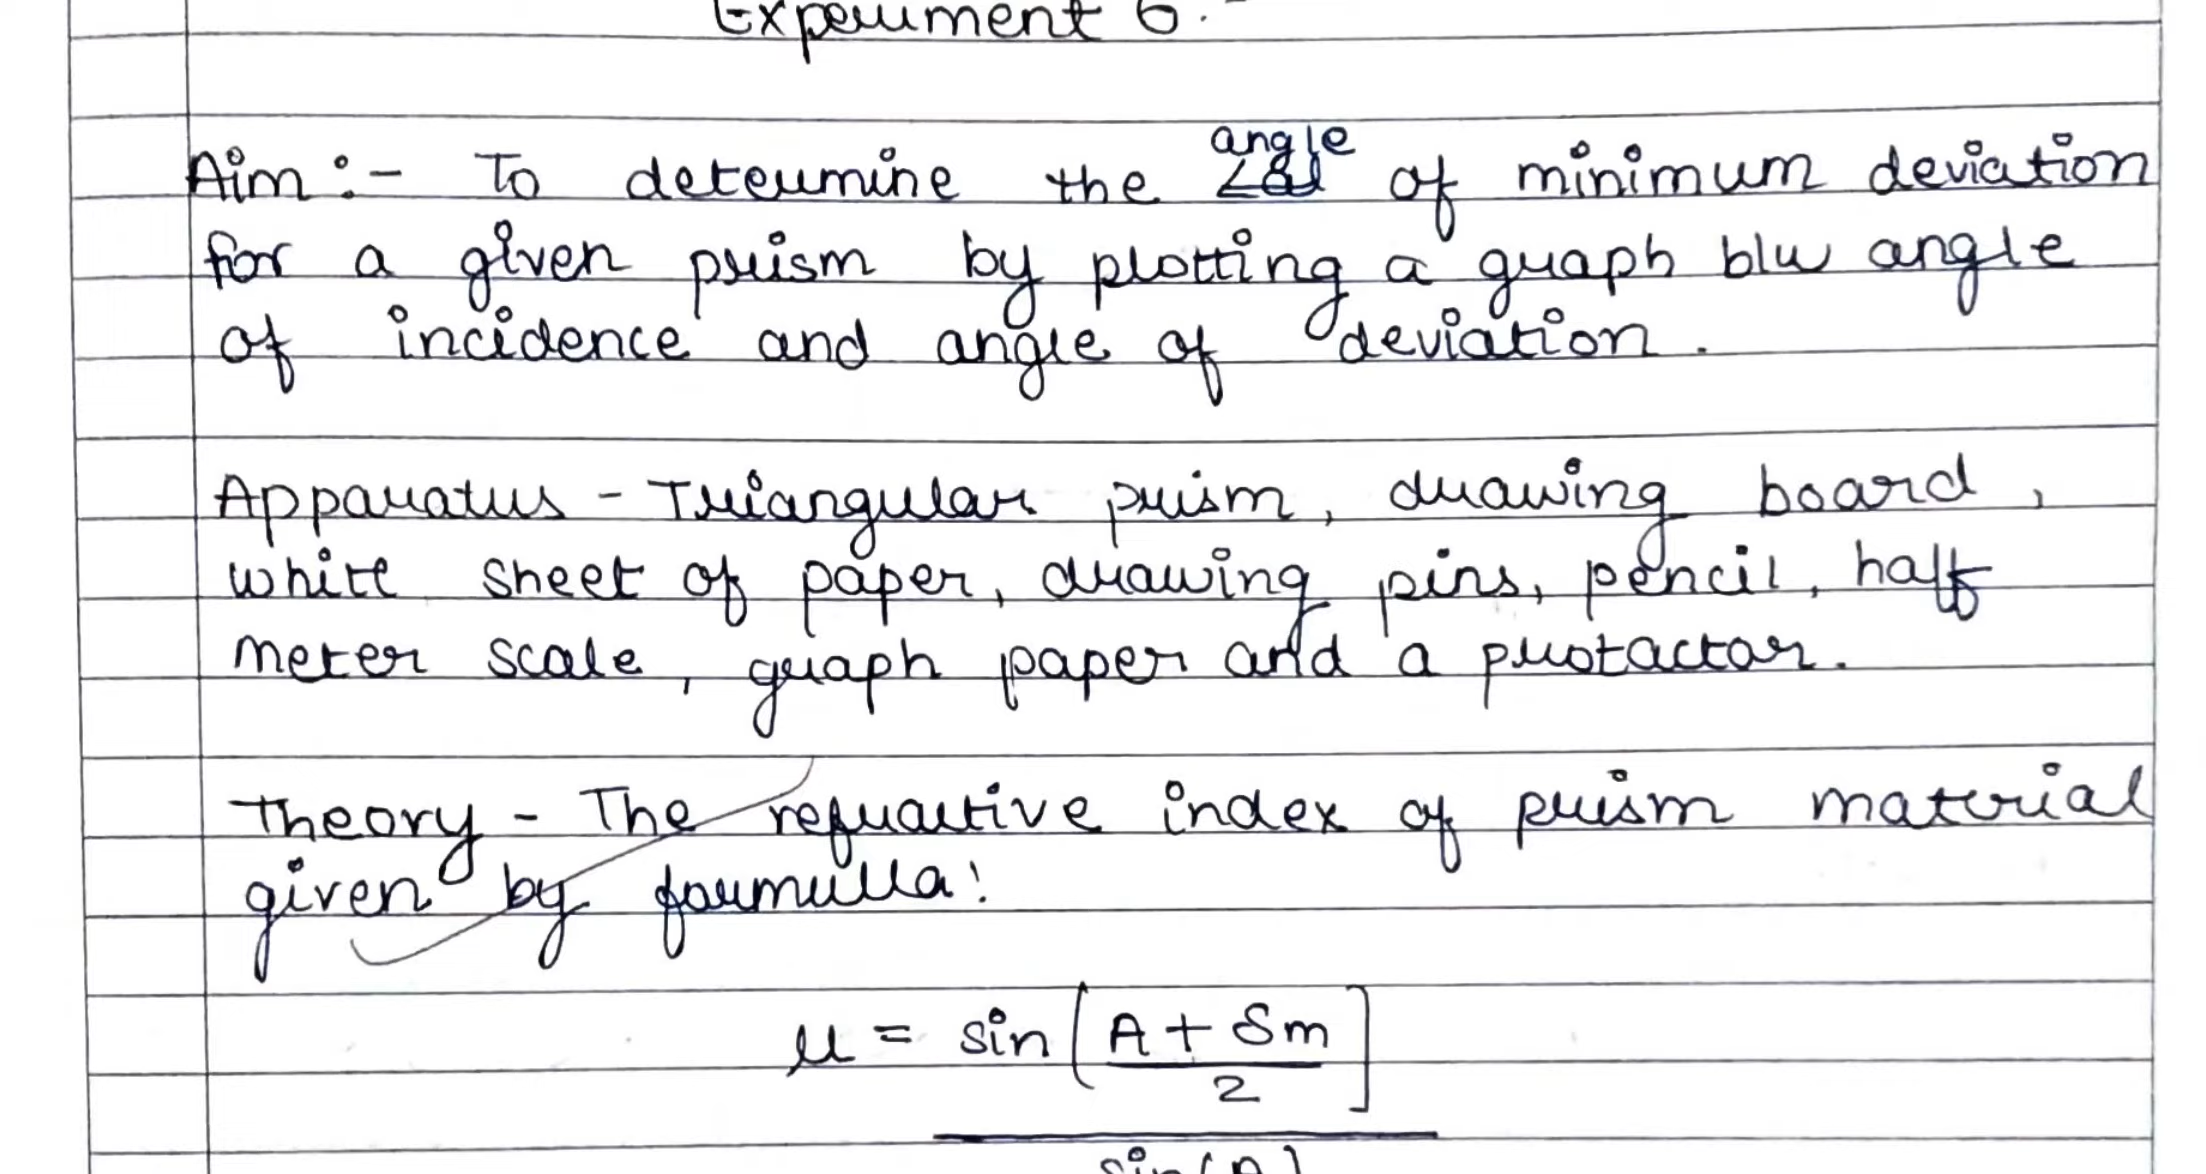 Experiment 6.
Aim :- To determine the angle of minimum deviation
for a given prism by plotting a graph b/w angle
of incidence and angle of deviation.
Apparatus - Triangular prism, drawing board,
white sheet of paper, drawing pins, pencil, half
meter scale, graph paper and a protactor.
Theory - The refractive index of prism material
given by formulla:
μ = sin [A + δm / 2]
sin(A)